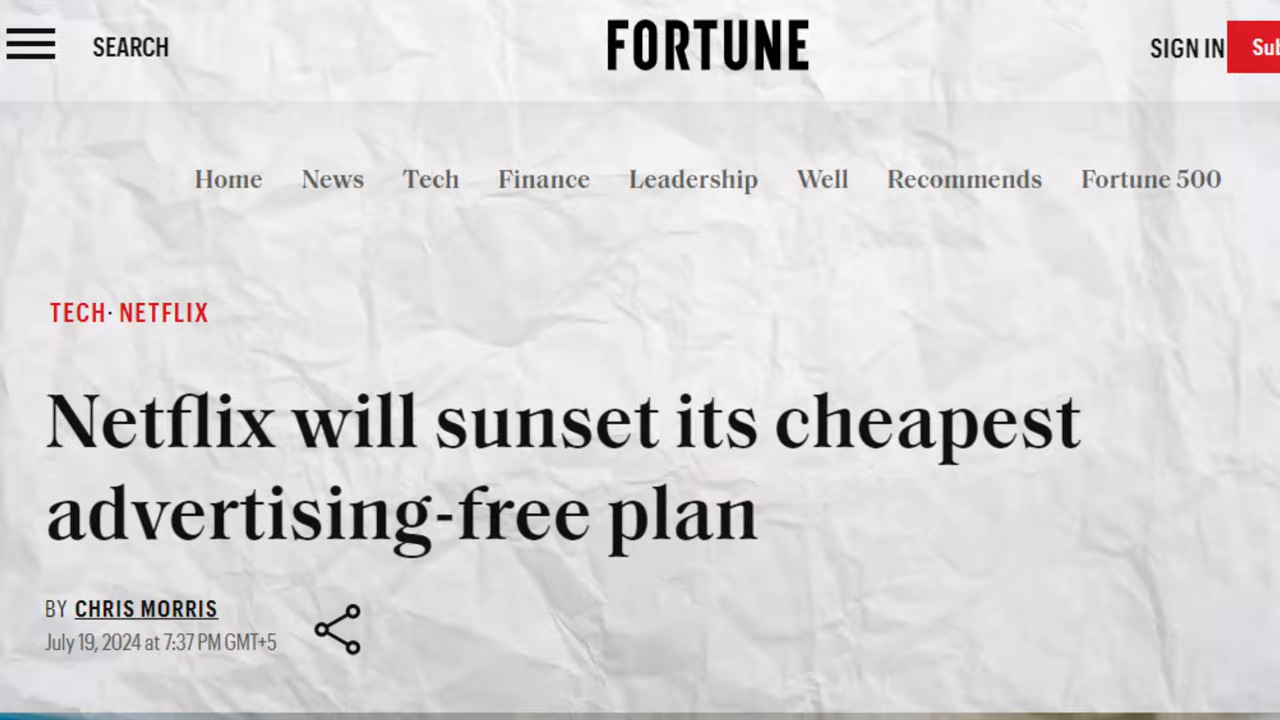 SEARCH
FORTUNE
SIGN IN
Home News Tech Finance Leadership Well Recommends Fortune 500
TECH· NETFLIX
Netflix will sunset its cheapest
advertising-free plan
BY CHRIS MORRIS
July 19, 2024 at 7:37 PM GMT+5